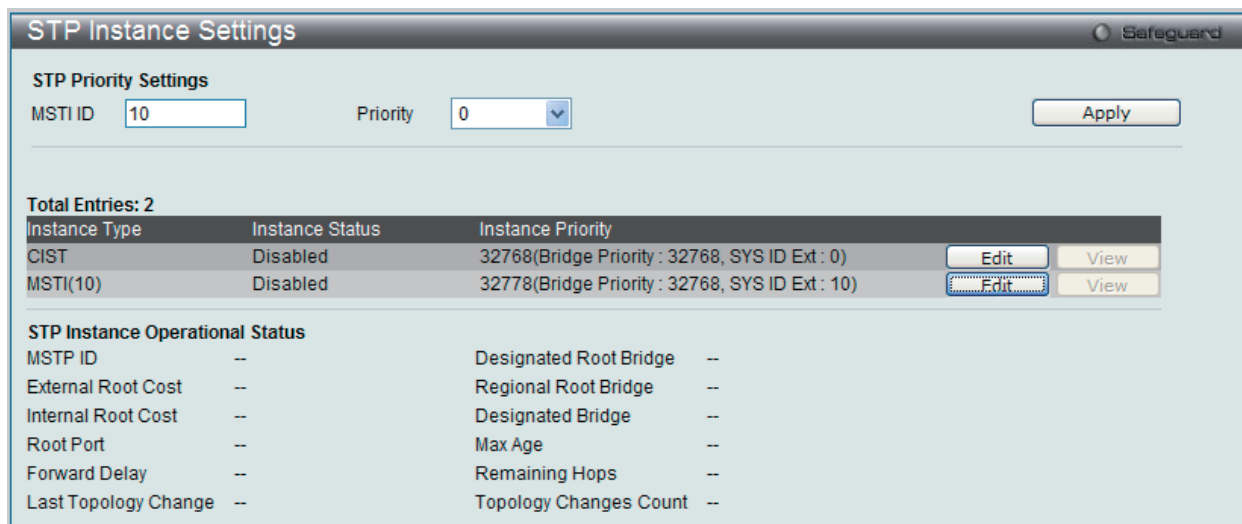 STP Instance Settings Safeguard
STP Priority Settings
MSTI ID 10 Priority 0 Apply
Total Entries: 2
Instance Type Instance Status Instance Priority
CIST Disabled 32768(Bridge Priority : 32768, SYS ID Ext : 0) Edit View
MSTI(10) Disabled 32778(Bridge Priority : 32768, SYS ID Ext : 10) Edit View
STP Instance Operational Status
MSTP ID -- Designated Root Bridge --
External Root Cost -- Regional Root Bridge --
Internal Root Cost -- Designated Bridge --
Root Port -- Max Age --
Forward Delay -- Remaining Hops --
Last Topology Change -- Topology Changes Count --